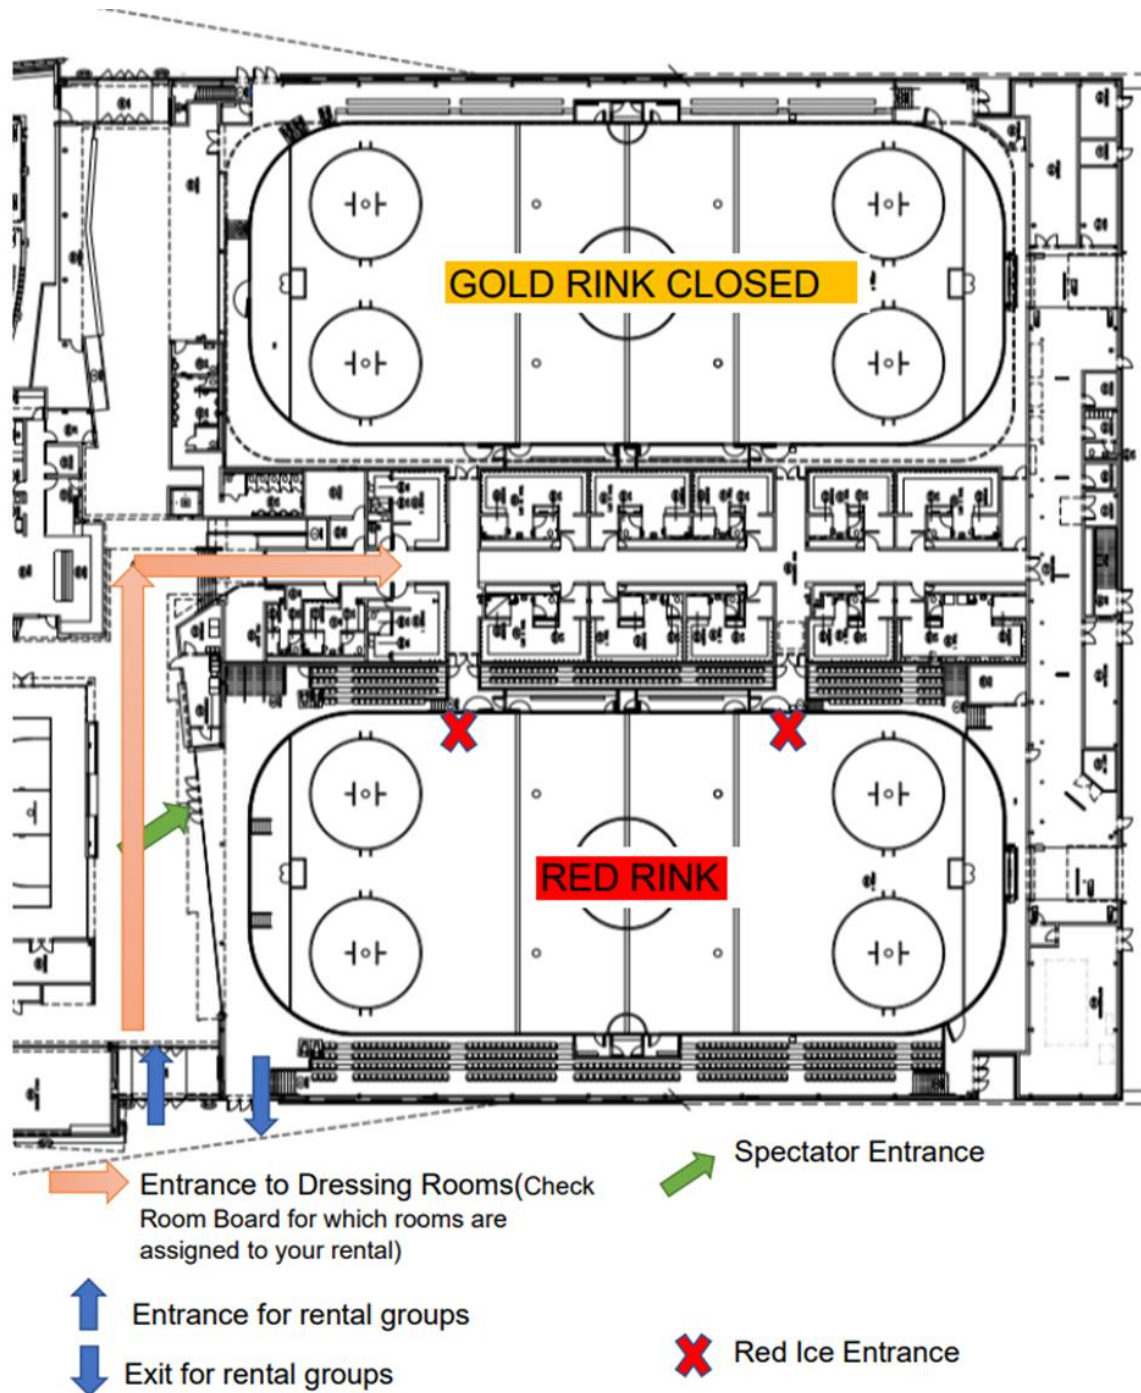 GOLD RINK CLOSED
RED RINK
Spectator Entrance
Entrance to Dressing Rooms(Check
Room Board for which rooms are
assigned to your rental)
Entrance for rental groups
Red Ice Entrance
Exit for rental groups